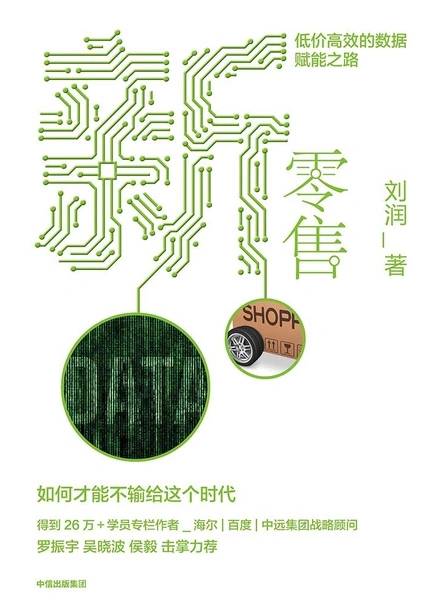 低价高效的数据
赋能之路
新
零售
刘润_著
SHOPP
DATA
如何才能不输给这个时代
得到 26 万+学员专栏作者 _ 海尔|百度|中远集团战略顾问
罗振宇 吴晓波 侯毅 击掌力荐
中信出版集团